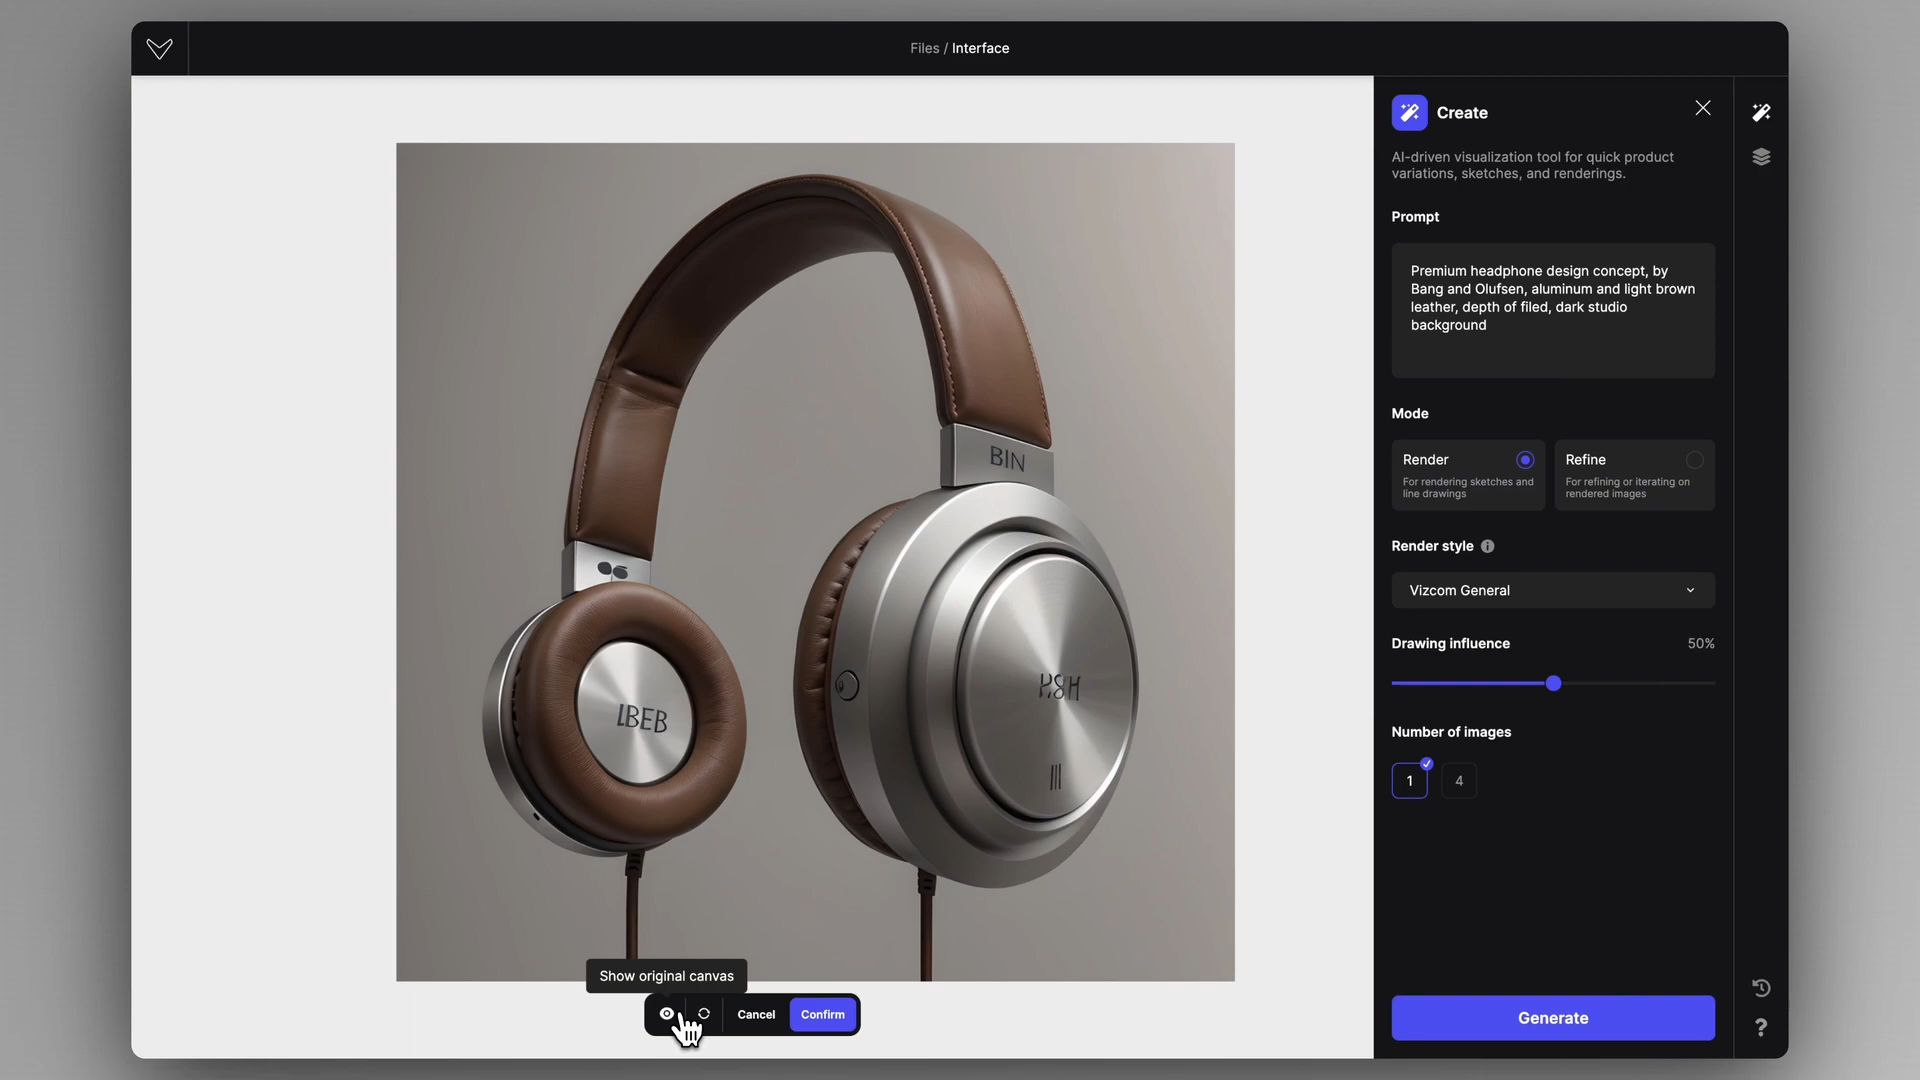 Files / Interface
Create
AI-driven visualization tool for quick product
variations, sketches, and renderings.
Prompt
Premium headphone design concept, by
Bang and Olufsen, aluminum and light brown
leather, depth of filed, dark studio
background
Mode
Render
For rendering sketches and
line drawings
Refine
For refining or iterating on
rendered images
Render style
Vizcom General
Drawing influence 50%
Number of images
1 4
Generate
BIN
LBEB
Show original canvas
Cancel Confirm